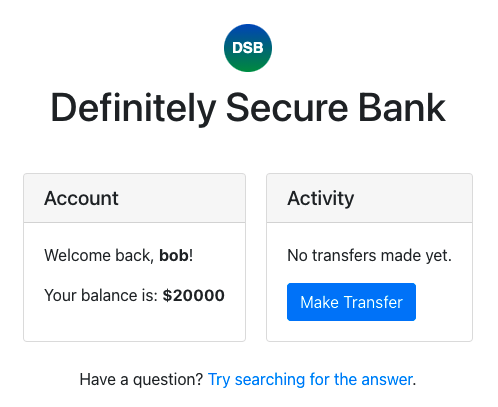 DSB
Definitely Secure Bank
Account
Welcome back, bob!
Your balance is: $20000
Activity
No transfers made yet.
Make Transfer
Have a question? Try searching for the answer.